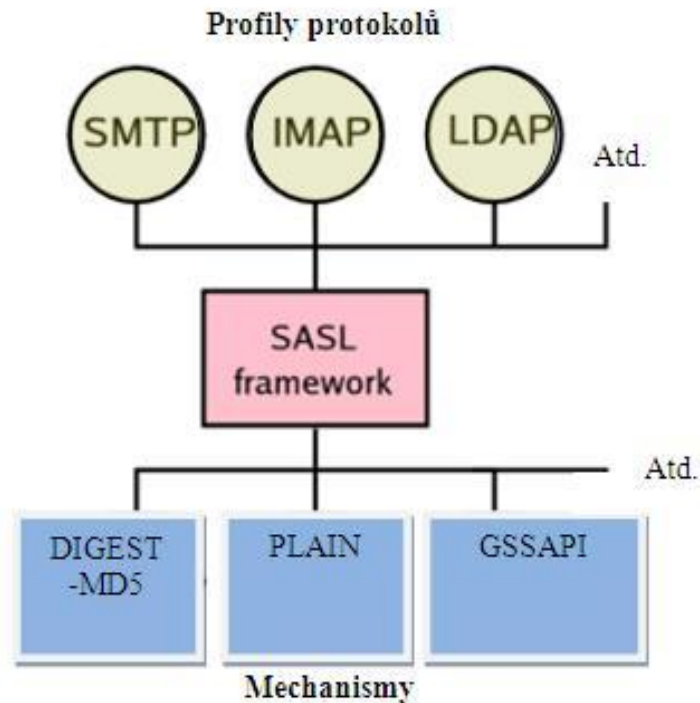 Profily protokolů
SMTP
IMAP
LDAP
Atd.
SASL
framework
Atd.
DIGEST
-MD5
PLAIN
GSSAPI
Mechanismy